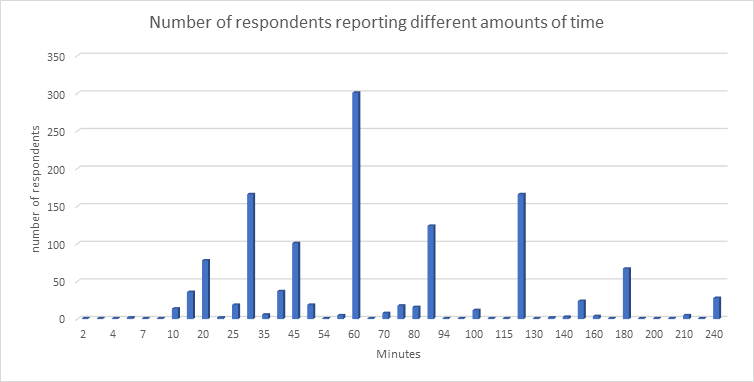 Number of respondents reporting different amounts of time
350
300
250
200
150
100
50
0
number of respondents
2 4 7 10 20 25 35 45 54 60 70 80 94 100 115 130 140 160 180 200 210 240
Minutes